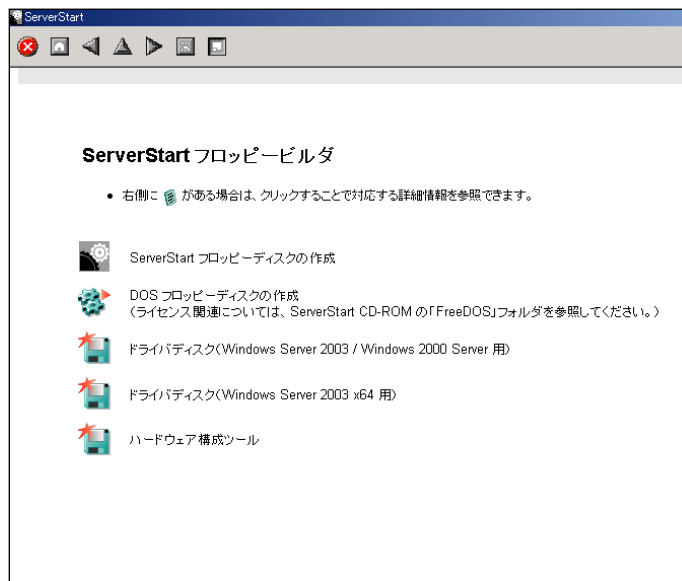 ServerStart
ServerStart フロッピービルダ
• 右側に がある場合は、クリックすることで対応する詳細情報を参照できます。
ServerStart フロッピーディスクの作成
DOS フロッピーディスクの作成
（ライセンス関連については、ServerStart CD-ROM の「FreeDOS」フォルダを参照してください。）
ドライバディスク（Windows Server 2003 / Windows 2000 Server 用）
ドライバディスク（Windows Server 2003 x64 用）
ハードウェア構成ツール